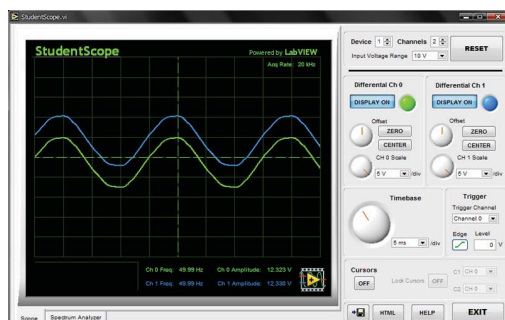 StudentScope.vi
StudentScope
Powered by LabVIEW
Acq Rate: 20 kHz
Ch 0 Freq: 49.99 Hz Ch 0 Amplitude: 12.323 V
Ch 1 Freq: 49.99 Hz Ch 1 Amplitude: 12.338 V
Scope Spectrum Analyzer
Device 1 Channels 2
Input Voltage Range 10 V
RESET
Differental Ch 0
DISPLAY ON
Offset
ZERO
CENTER
CH 0 Scale
5 V /div
Differential Ch 1
DISPLAY ON
Offset
ZERO
CENTER
CH 1 Scale
5 V /div
Timebase
5 ms /div
Trigger
Trigger Channel
Channel 0
Edge Level
0 V
Cursors
OFF
Lock Cursors OFF
C1 CH 0
C2 CH 0
HTML HELP EXIT